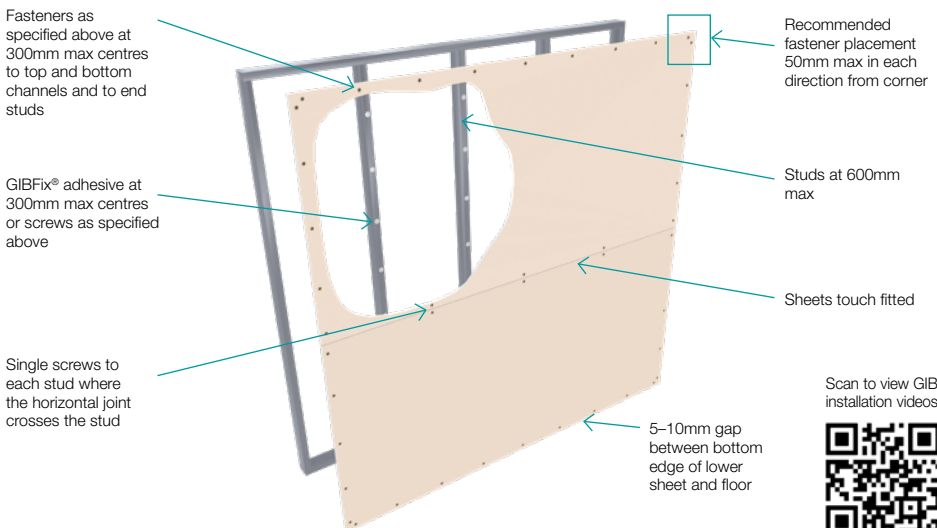 Fasteners as
specified above at
300mm max centres
to top and bottom
channels and to end
studs
GIBFix® adhesive at
300mm max centres
or screws as specified
above
Single screws to
each stud where
the horizontal joint
crosses the stud
Recommended
fastener placement
50mm max in each
direction from corner
Studs at 600mm
max
Sheets touch fitted
5–10mm gap
between bottom
edge of lower
sheet and floor
Scan to view GIB
installation videos